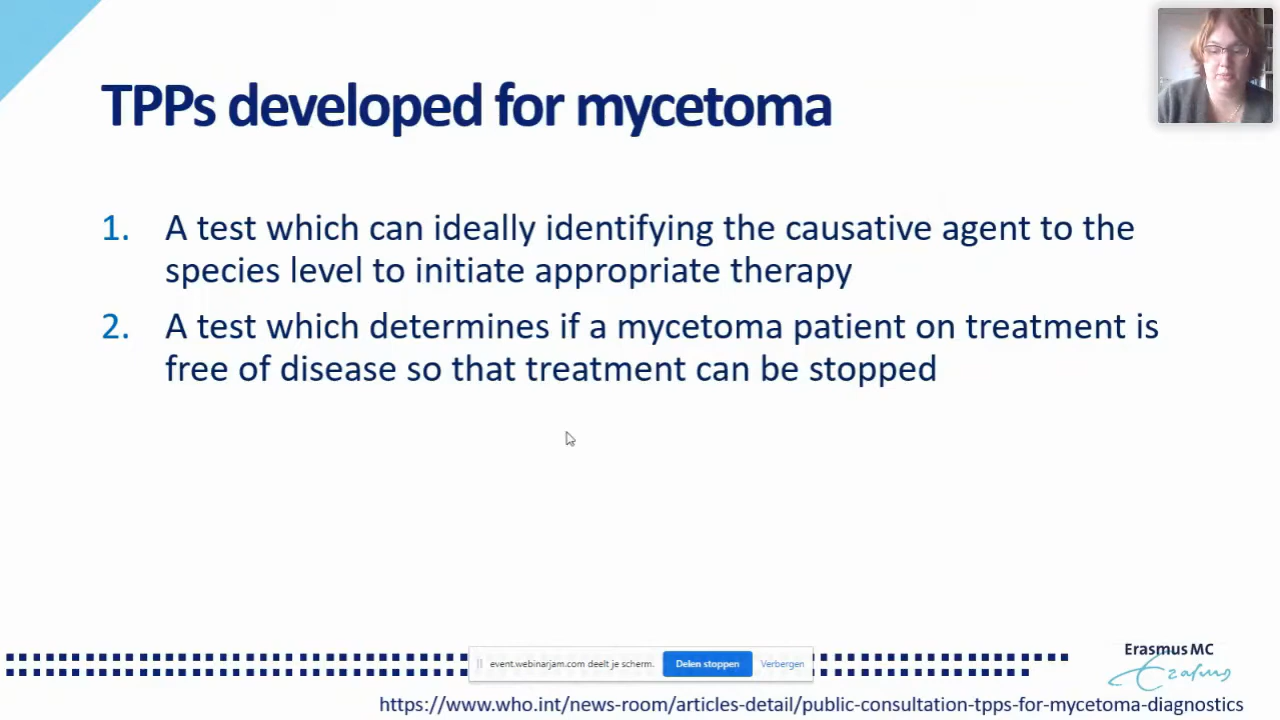 TPPs developed for mycetoma
1. A test which can ideally identifying the causative agent to the
species level to initiate appropriate therapy
2. A test which determines if a mycetoma patient on treatment is
free of disease so that treatment can be stopped
event.webinarjam.com deelt je scherm.
Delen stoppen
Verbergen
Erasmus MC
Erasmus
https://www.who.int/news-room/articles-detail/public-consultation-tpps-for-mycetoma-diagnostics